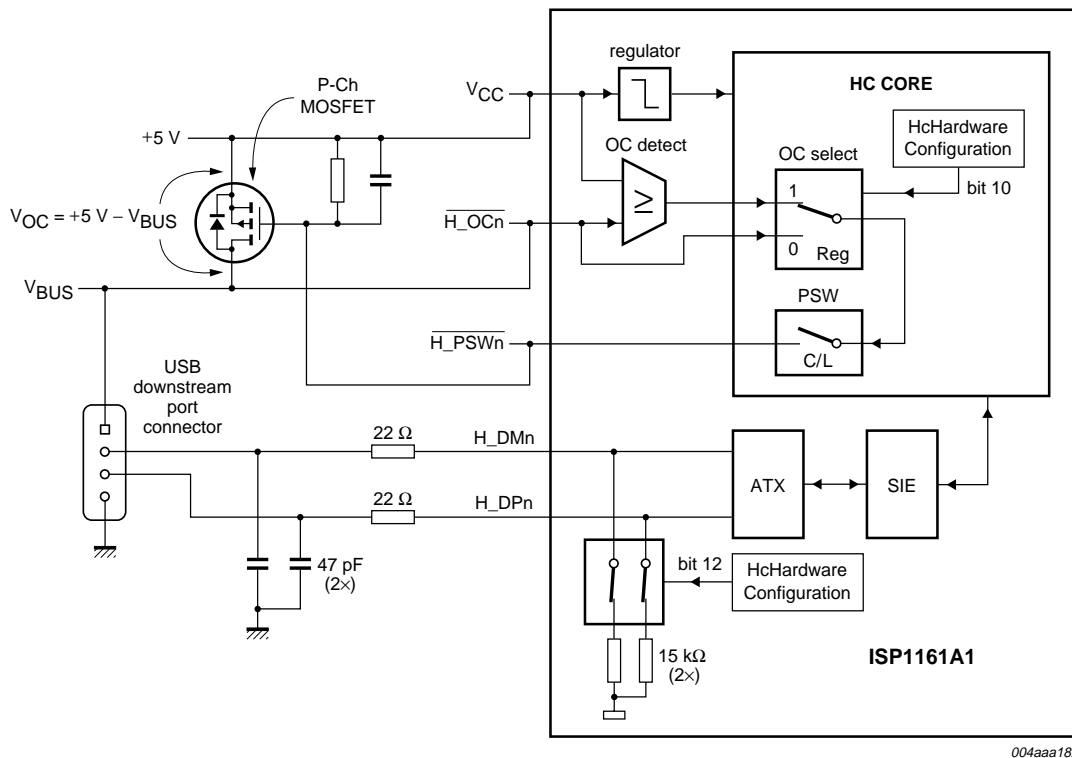 regulator
HC CORE
P-Ch
MOSFET
VCC
+5 V
OC detect
OC select
HcHardware
Configuration
bit 10
1
≥
VOC = +5 V − VBUS
H_OCn
0
Reg
VBUS
PSW
H_PSWn
C/L
USB
downstream
port
connector
22 Ω
H_DMn
22 Ω
H_DPn
ATX
SIE
47 pF
(2×)
bit 12
HcHardware
Configuration
15 kΩ
(2×)
ISP1161A1